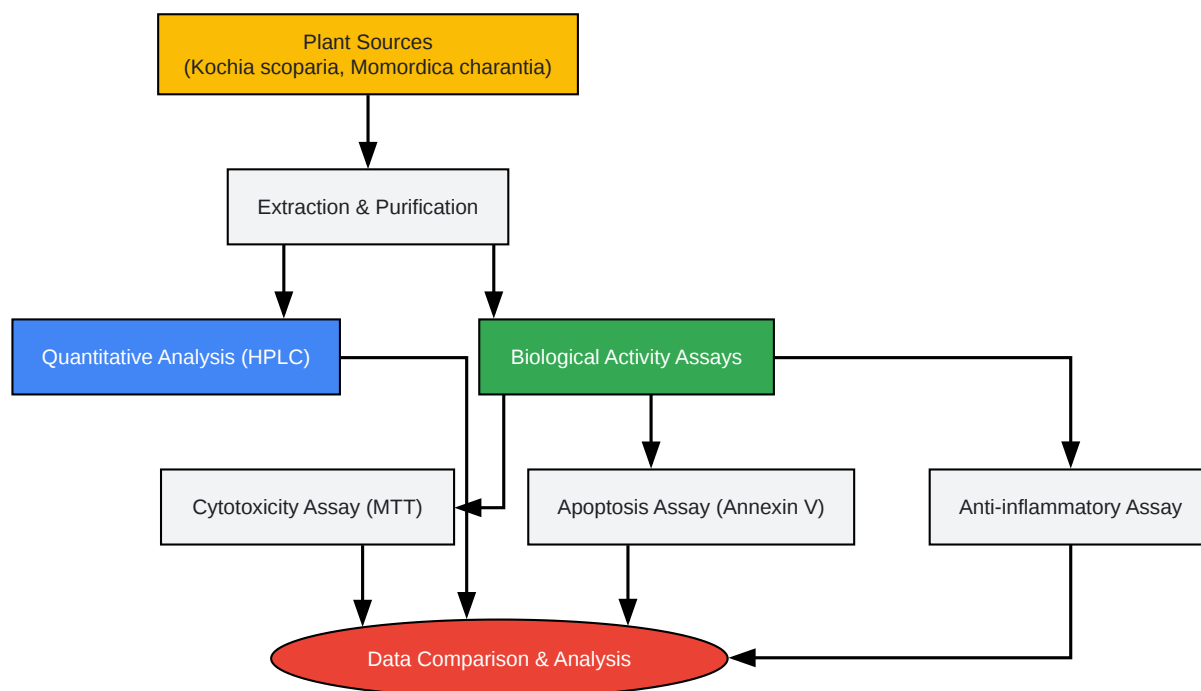 Plant Sources
(Kochia scoparia, Momordica charantia)
Extraction & Purification
Quantitative Analysis (HPLC)
Biological Activity Assays
Cytotoxicity Assay (MTT)
Apoptosis Assay (Annexin V)
Anti-inflammatory Assay
Data Comparison & Analysis